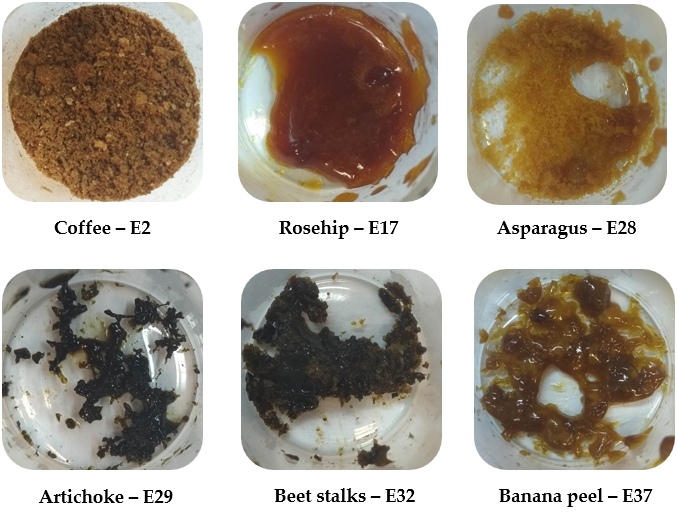 Coffee – E2
Rosehip – E17
Asparagus – E28
Artichoke – E29
Beet stalks – E32
Banana peel – E37